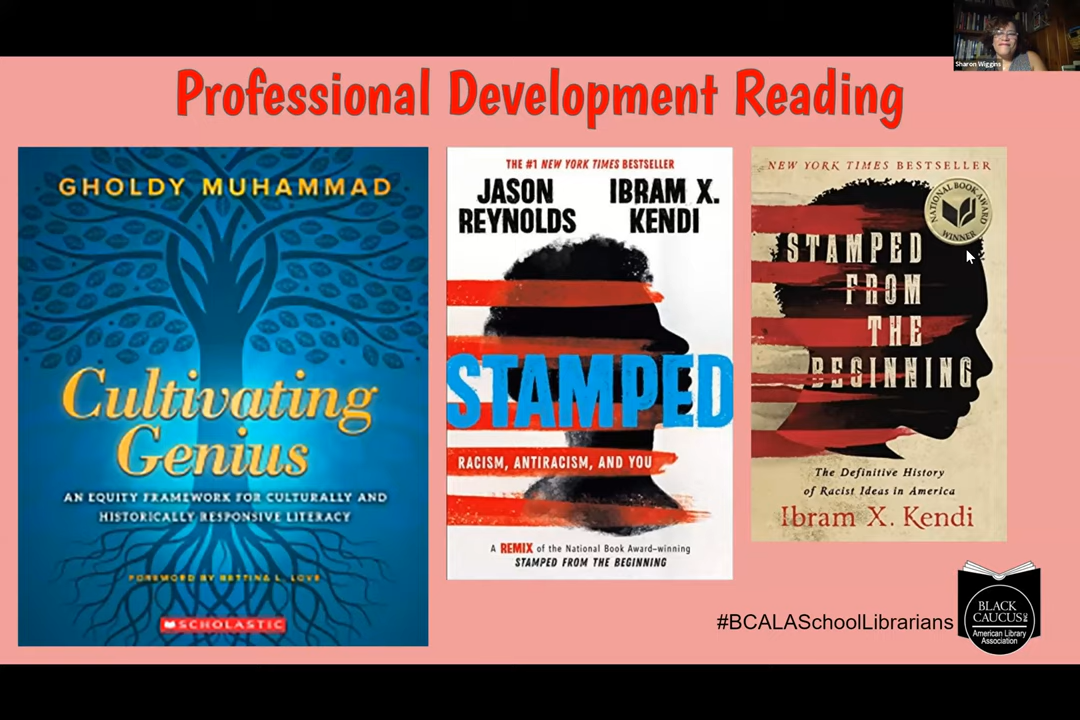 Sharon Wiggins
Professional Development Reading
GHOLDY MUHAMMAD
Cultivating
Genius
AN EQUITY FRAMEWORK FOR CULTURALLY AND
HISTORICALLY RESPONSIVE LITERACY
FOREWORD BY BETTINA L. LOVE
SCHOLASTIC
THE #1 NEW YORK TIMES BESTSELLER
JASON
REYNOLDS
IBRAM X.
KENDI
STAMPED
RACISM, ANTIRACISM, AND YOU
A REMIX of the National Book Award–winning
STAMPED FROM THE BEGINNING
NEW YORK TIMES BESTSELLER
NATIONAL BOOK AWARD
WINNER
STAMPED
FROM
THE
BEGINNING
The Definitive History
of Racist Ideas in America
Ibram X. Kendi
#BCALASchoolLibrarians
BLACK
CAUCUS OF THE
American Library
Association